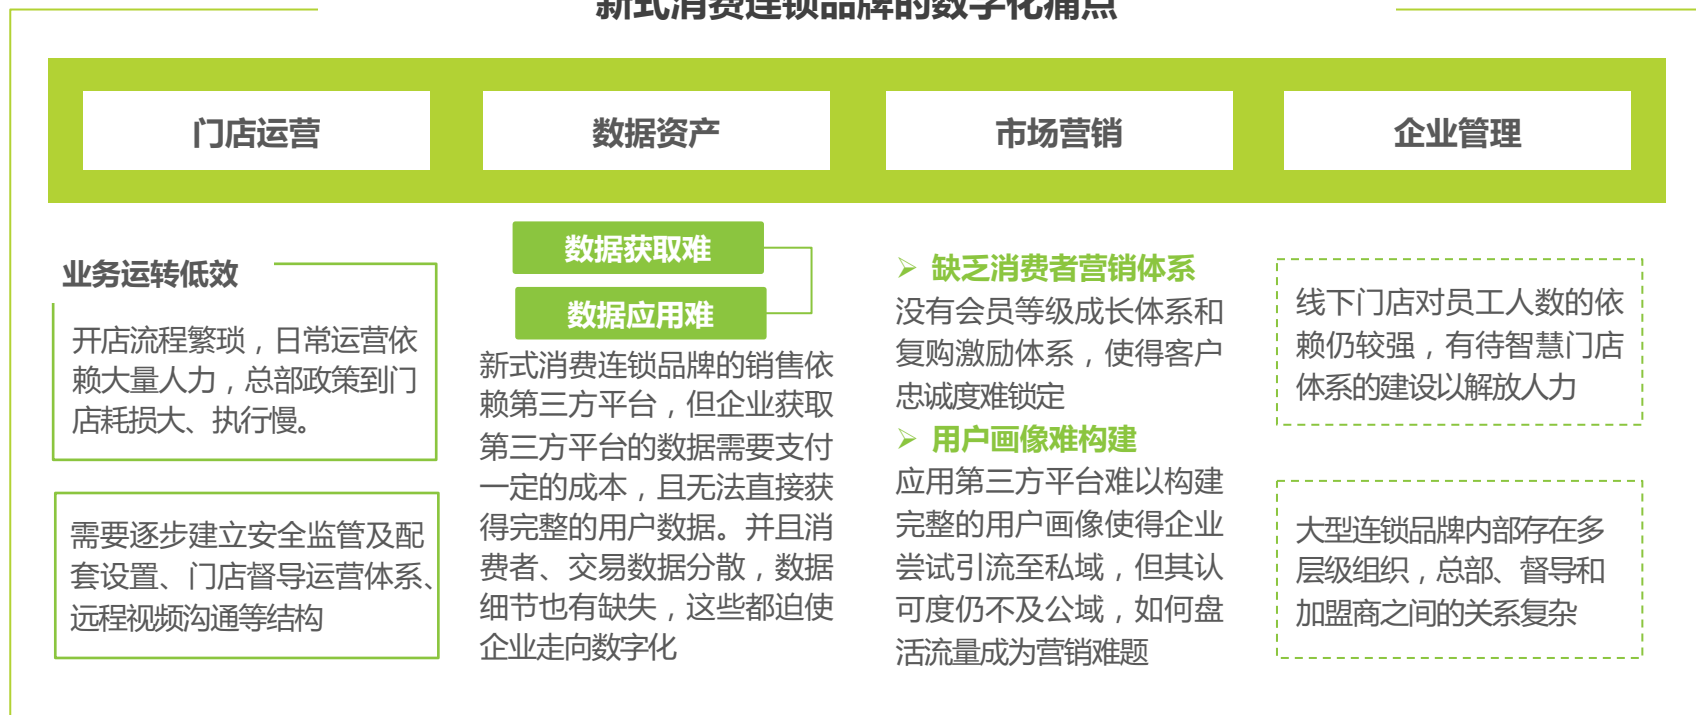 新式消费连锁品牌的数字化痛点
门店运营
数据资产
市场营销
企业管理
业务运转低效
开店流程繁琐，日常运营依
赖大量人力，总部政策到门
店耗损大、执行慢。
需要逐步建立安全监管及配
套设置、门店督导运营体系、
远程视频沟通等结构
数据获取难
数据应用难
新式消费连锁品牌的销售依
赖第三方平台，但企业获取
第三方平台的数据需要支付
一定的成本，且无法直接获
得完整的用户数据。并且消
费者、交易数据分散，数据
细节也有缺失，这些都迫使
企业走向数字化
➢ 缺乏消费者营销体系
没有会员等级成长体系和
复购激励体系，使得客户
忠诚度难锁定
➢ 用户画像难构建
应用第三方平台难以构建
完整的用户画像使得企业
尝试引流至私域，但其认
可度仍不及公域，如何盘
活流量成为营销难题
线下门店对员工人数的依
赖仍较强，有待智慧门店
体系的建设以解放人力
大型连锁品牌内部存在多
层级组织，总部、督导和
加盟商之间的关系复杂